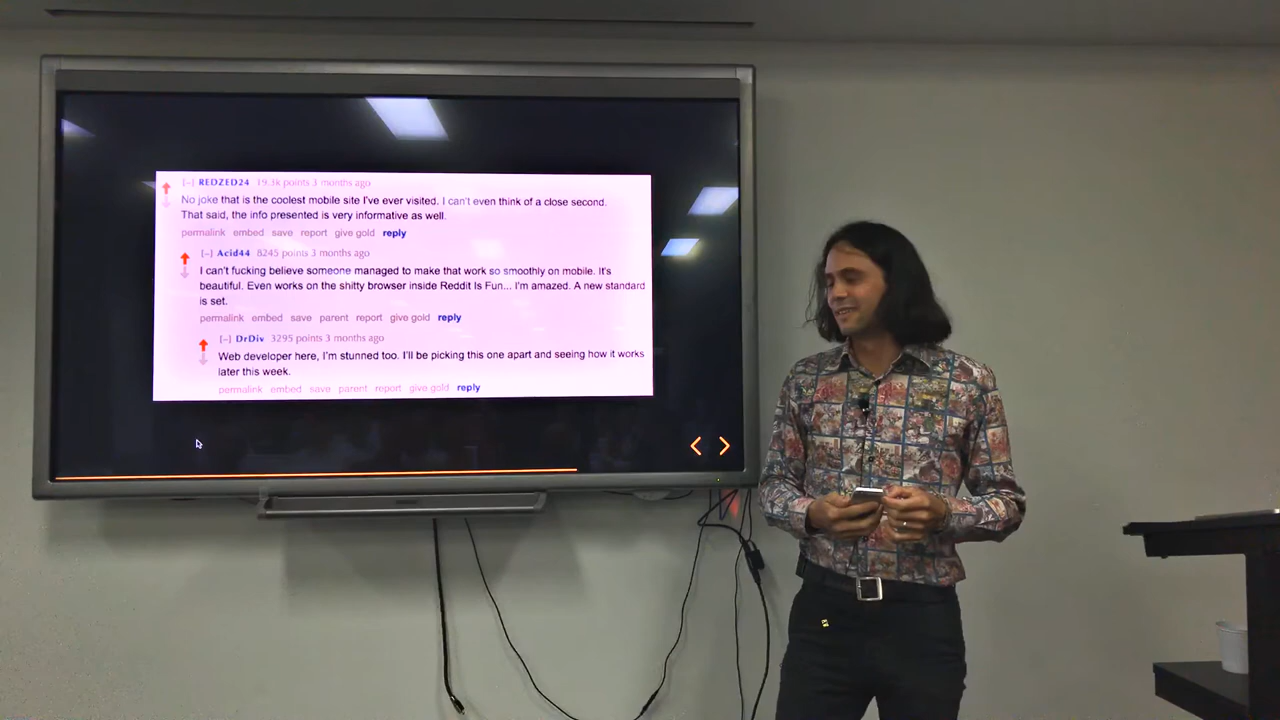 [–] REDZED24 19.3k points 3 months ago
No joke that is the coolest mobile site I've ever visited. I can't even think of a close second.
That said, the info presented is very informative as well.
permalink embed save report give gold reply
[–] Acid44 8245 points 3 months ago
I can't fucking believe someone managed to make that work so smoothly on mobile. It's
beautiful. Even works on the shitty browser inside Reddit Is Fun... I'm amazed. A new standard
is set.
permalink embed save parent report give gold reply
[–] DrDiv 3295 points 3 months ago
Web developer here, I'm stunned too. I'll be picking this one apart and seeing how it works
later this week.
permalink embed save parent report give gold reply